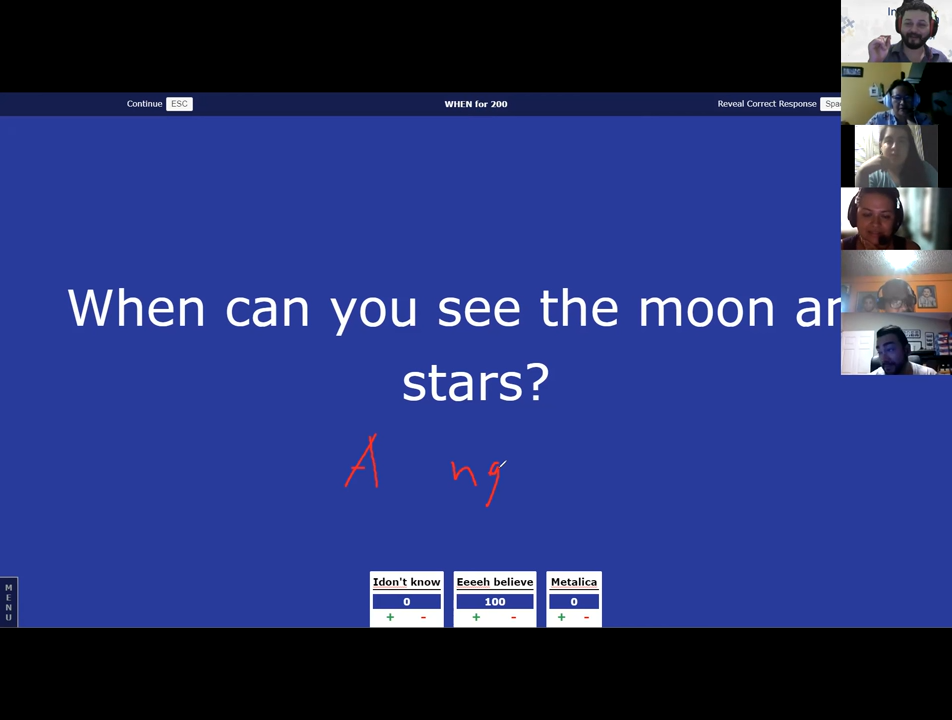 Continue ESC WHEN for 200 Reveal Correct Response
When can you see the moon
stars?
A ng
MENU
Idon't know Eeeeh believe Metalica
0 100 0
+ - + - + -